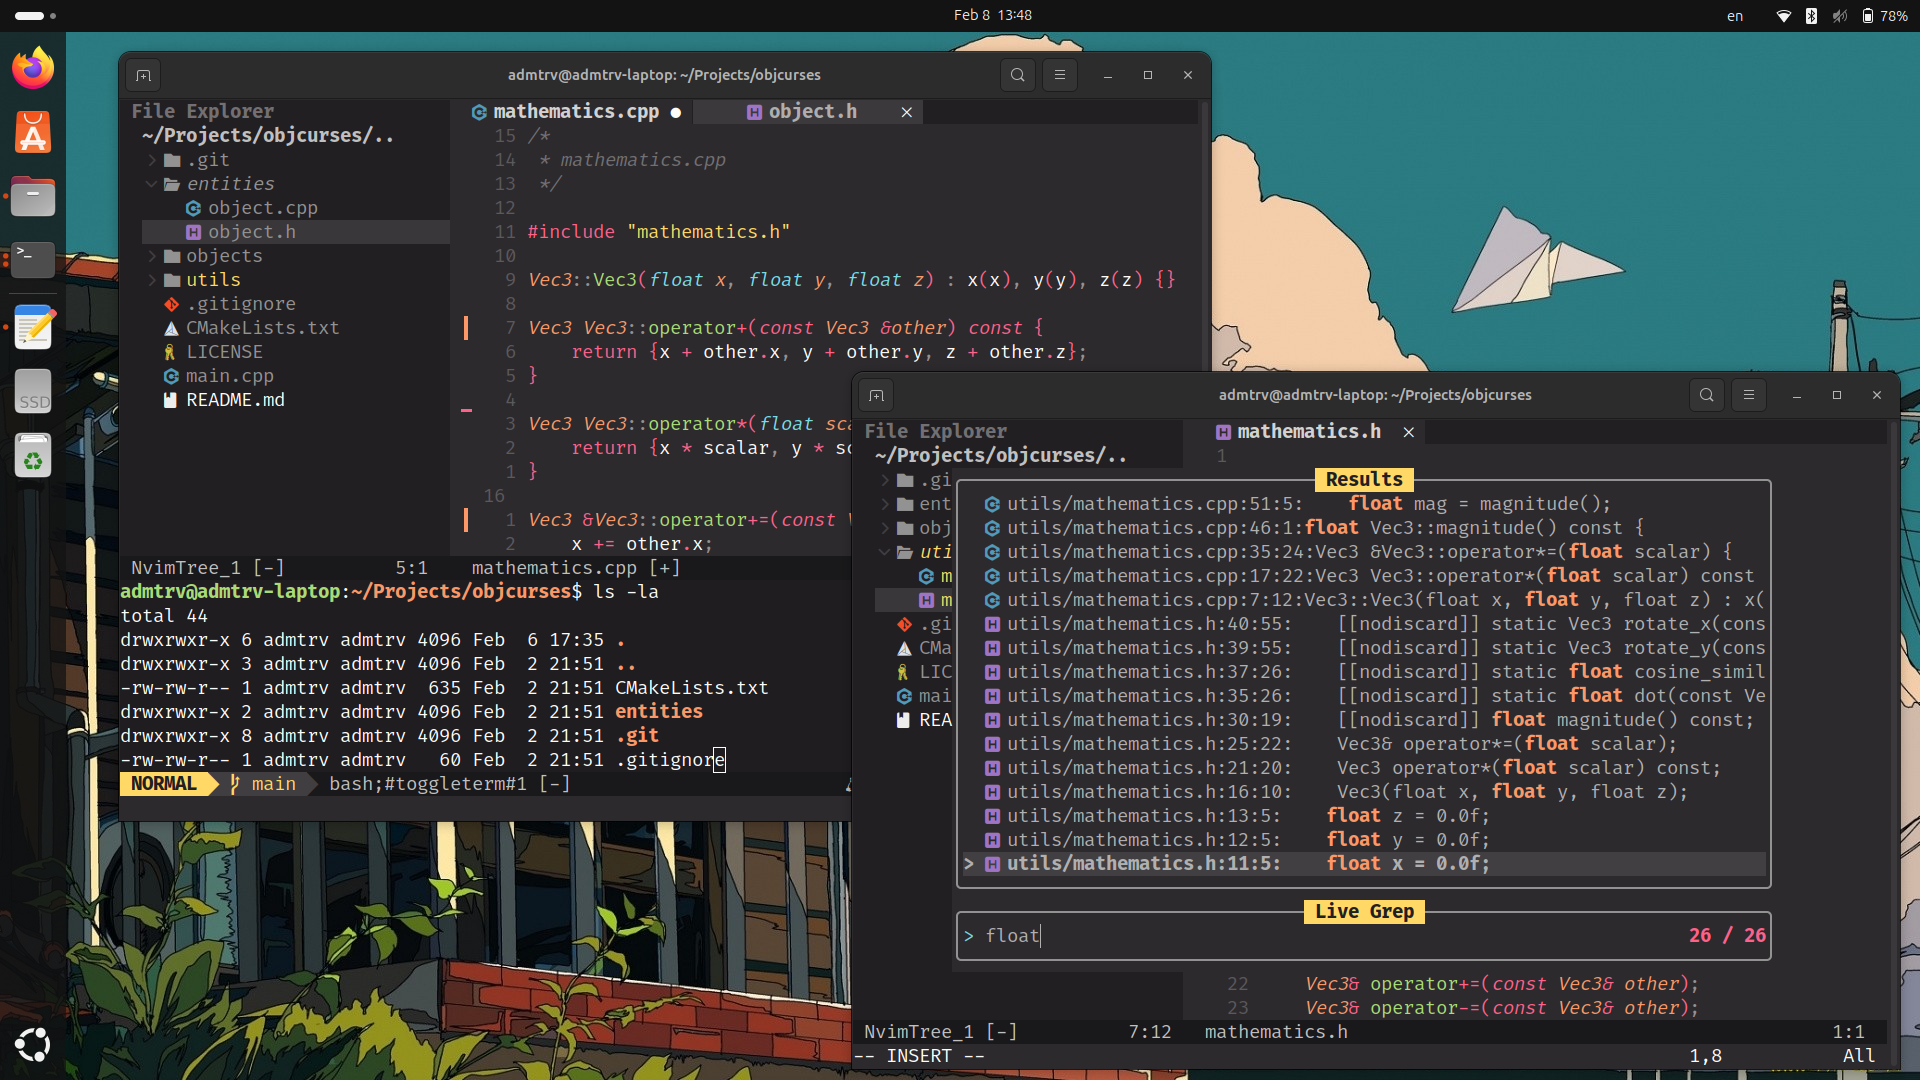 Feb 8 13:48
en
78%
admtrv@admtrv-laptop: ~/Projects/objcurses
File Explorer
~/Projects/objcurses/..
.git
entities
object.cpp
object.h
objects
utils
.gitignore
CMakeLists.txt
LICENSE
main.cpp
README.md
mathematics.cpp ●
object.h
15 /*
14 * mathematics.cpp
13 */
12
11 #include "mathematics.h"
10
9 Vec3::Vec3(float x, float y, float z) : x(x), y(y), z(z) {}
8
7 Vec3 Vec3::operator+(const Vec3 &other) const {
6 return {x + other.x, y + other.y, z + other.z};
5 }
4
3 Vec3 Vec3::operator*(float sca
2 return {x * scalar, y * sc
1 }
16
1 Vec3 &Vec3::operator+=(const V
2 x += other.x;
NvimTree_1 [-] 5:1 mathematics.cpp [+]
admtrv@admtrv-laptop:~/Projects/objcurses$ ls -la
total 44
drwxrwxr-x 6 admtrv admtrv 4096 Feb 6 17:35 .
drwxrwxr-x 3 admtrv admtrv 4096 Feb 2 21:51 ..
-rw-rw-r-- 1 admtrv admtrv 635 Feb 2 21:51 CMakeLists.txt
drwxrwxr-x 2 admtrv admtrv 4096 Feb 2 21:51 entities
drwxrwxr-x 8 admtrv admtrv 4096 Feb 2 21:51 .git
-rw-rw-r-- 1 admtrv admtrv 60 Feb 2 21:51 .gitignore
NORMAL main bash;#toggleterm#1 [-]
SSD
admtrv@admtrv-laptop: ~/Projects/objcurses
File Explorer
~/Projects/objcurses/..
.gi
ent
obj
uti
m
m
.gi
CMa
LIC
mai
REA
mathematics.h
1
Results
utils/mathematics.cpp:51:5: float mag = magnitude();
utils/mathematics.cpp:46:1:float Vec3::magnitude() const {
utils/mathematics.cpp:35:24:Vec3 &Vec3::operator*=(float scalar) {
utils/mathematics.cpp:17:22:Vec3 Vec3::operator*(float scalar) const
utils/mathematics.cpp:7:12:Vec3::Vec3(float x, float y, float z) : x(
utils/mathematics.h:40:55: [[nodiscard]] static Vec3 rotate_x(cons
utils/mathematics.h:39:55: [[nodiscard]] static Vec3 rotate_y(cons
utils/mathematics.h:37:26: [[nodiscard]] static float cosine_simil
utils/mathematics.h:35:26: [[nodiscard]] static float dot(const Ve
utils/mathematics.h:30:19: [[nodiscard]] float magnitude() const;
utils/mathematics.h:25:22: Vec3& operator*=(float scalar);
utils/mathematics.h:21:20: Vec3 operator*(float scalar) const;
utils/mathematics.h:16:10: Vec3(float x, float y, float z);
utils/mathematics.h:13:5: float z = 0.0f;
utils/mathematics.h:12:5: float y = 0.0f;
> utils/mathematics.h:11:5: float x = 0.0f;
Live Grep
> float 26 / 26
22 Vec3& operator+=(const Vec3& other);
23 Vec3& operator-=(const Vec3& other);
NvimTree_1 [-] 7:12 mathematics.h 1:1
-- INSERT -- 1,8 All